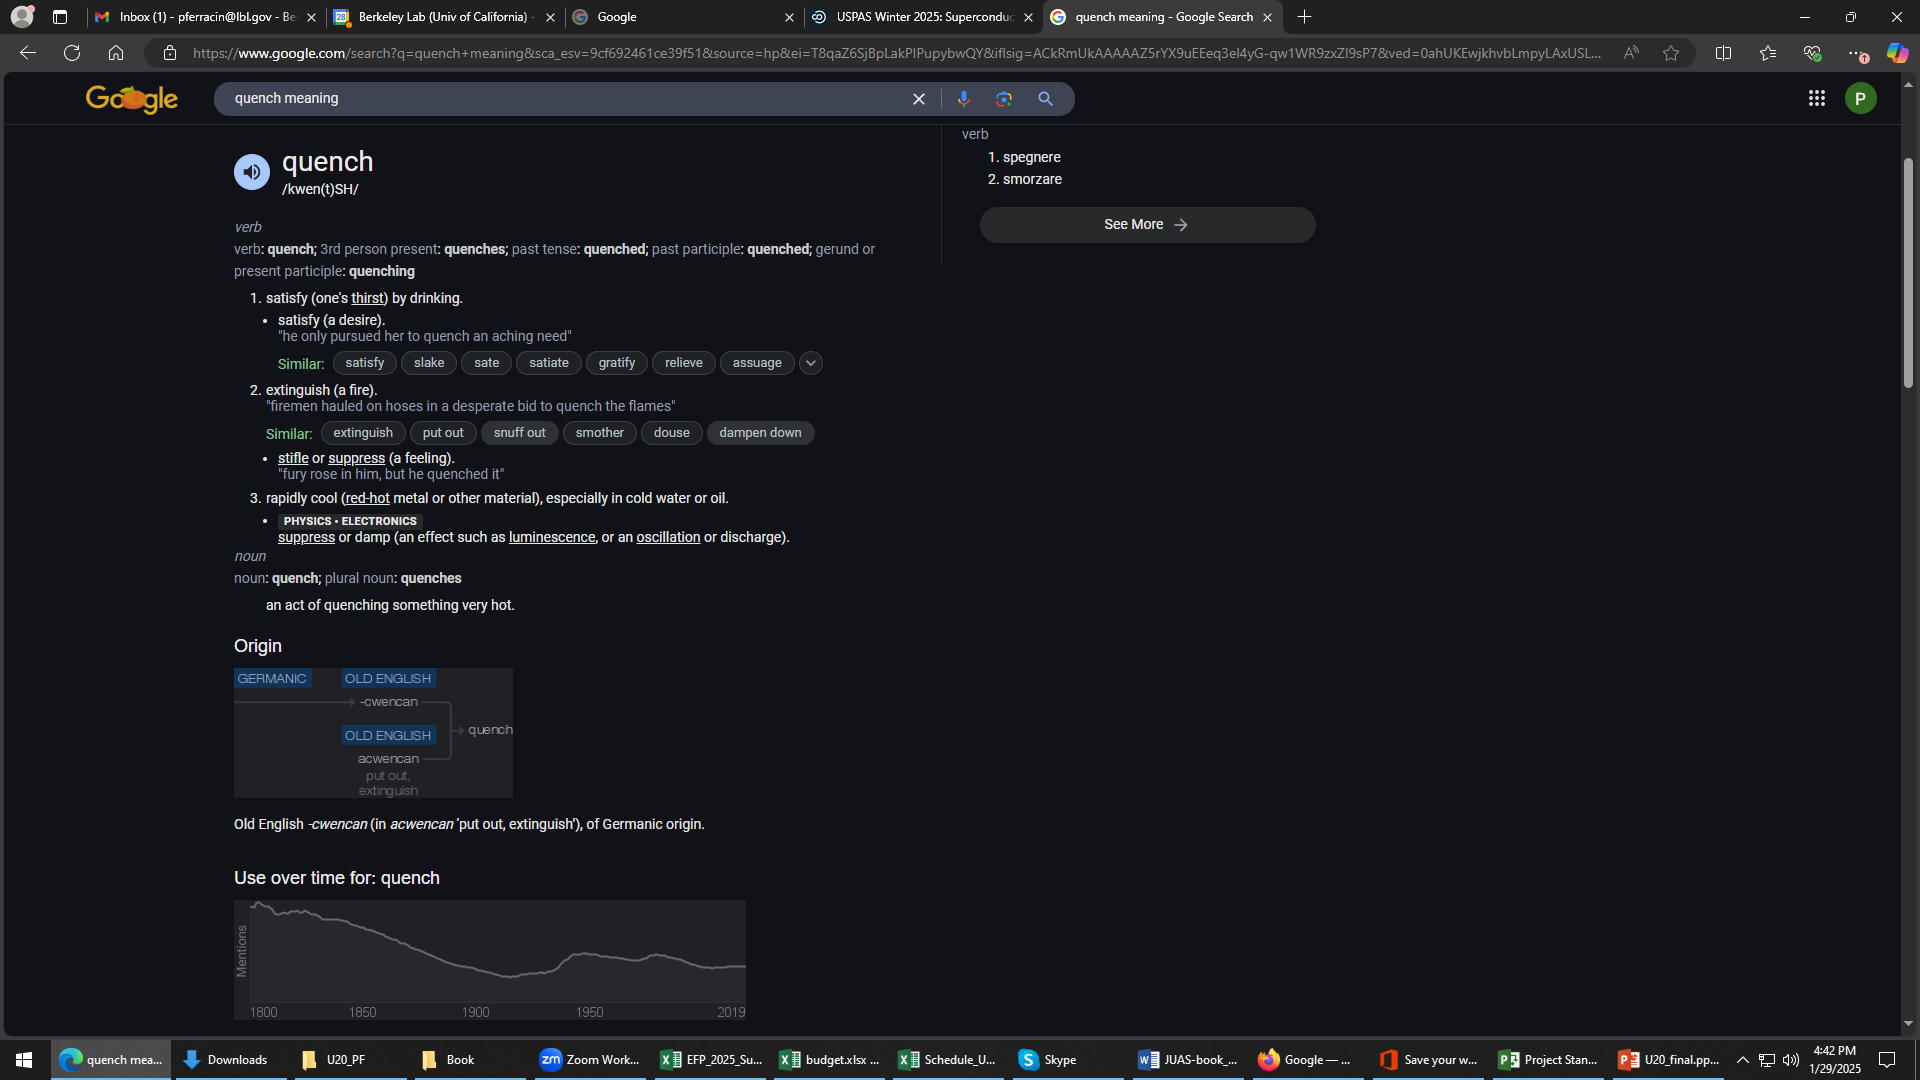 Inbox (1) - pferracin@lbl.gov - Be
Berkeley Lab (Univ of California) -
Google
USPAS Winter 2025: Superconduc
quench meaning - Google Search
https://www.google.com/search?q=quench+meaning&sca_esv=9cf692461ce39f51&source=hp&ei=T8qaZ6SjBpLakPIPupybwQY&iflsig=ACkRmUkAAAAAZ5rYX9uEEeq3el4yG-qw1WR9zxZI9sP7&ved=0ahUKEwjkhvbLmpyLAxUSL...
Google
quench meaning
P
quench
/kwen(t)SH/
verb
verb: quench; 3rd person present: quenches; past tense: quenched; past participle: quenched; gerund or
present participle: quenching
1. satisfy (one's thirst) by drinking.
• satisfy (a desire).
"he only pursued her to quench an aching need"
Similar: satisfy slake sate satiate gratify relieve assuage
2. extinguish (a fire).
"firemen hauled on hoses in a desperate bid to quench the flames"
Similar: extinguish put out snuff out smother douse dampen down
• stifle or suppress (a feeling).
"fury rose in him, but he quenched it"
3. rapidly cool (red-hot metal or other material), especially in cold water or oil.
• PHYSICS • ELECTRONICS
suppress or damp (an effect such as luminescence, or an oscillation or discharge).
noun
noun: quench; plural noun: quenches
an act of quenching something very hot.
Origin
GERMANIC OLD ENGLISH
-cwencan
quench
OLD ENGLISH
acwencan
put out,
extinguish
Old English -cwencan (in acwencan ‘put out, extinguish’), of Germanic origin.
Use over time for: quench
Mentions
1800 1850 1900 1950 2019
verb
1. spegnere
2. smorzare
See More
quench mea...
Downloads
U20_PF
Book
zm Zoom Work...
EFP_2025_Su...
budget.xlsx ...
Schedule_U...
Skype
JUAS-book_...
Google — ...
Save your w...
Project Stan...
U20_final.pp...
4:42 PM
1/29/2025